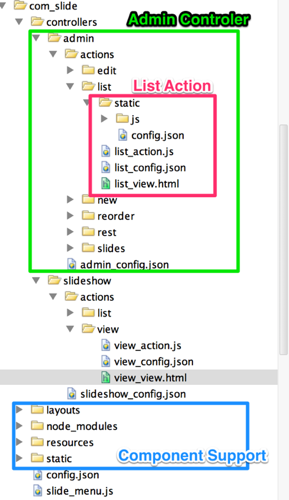 com_slide
controllers
Admin Controler
admin
actions
edit
list
List Action
static
js
config.json
list_action.js
list_config.json
list_view.html
new
reorder
rest
slides
admin_config.json
slideshow
actions
list
view
view_action.js
view_config.json
view_view.html
slideshow_config.json
layouts
node_modules
resources
static
Component Support
config.json
slide_menu.js